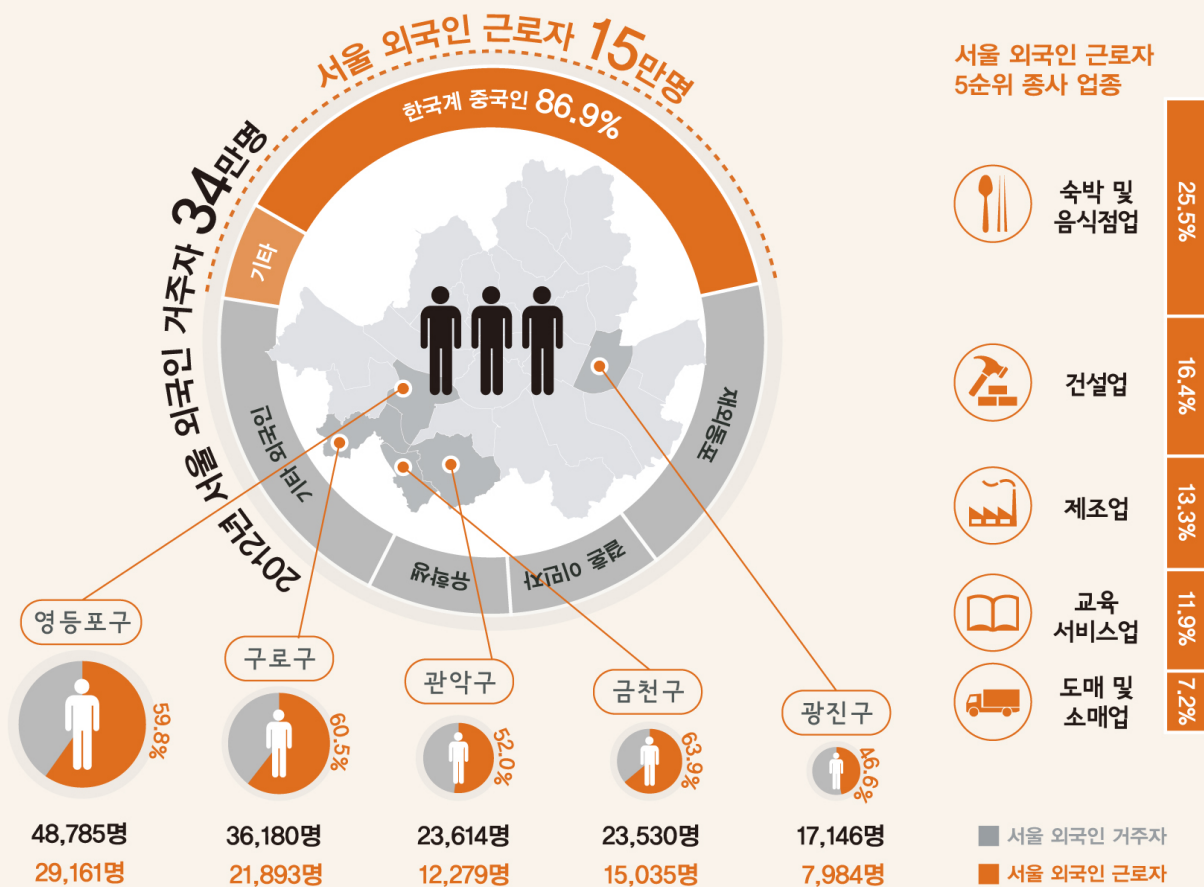 서울 외국인 근로자 15만명
한국계 중국인 86.9%
2012년 서울 외국인 거주자 34만명
기타
기타 외국인
유학생
결혼 이민자
재외동포
서울 외국인 근로자
5순위 종사 업종
숙박 및
음식점업
25.5%
건설업
16.4%
제조업
13.3%
교육
서비스업
11.9%
도매 및
소매업
7.2%
영등포구
59.8%
48,785명
29,161명
구로구
60.5%
36,180명
21,893명
관악구
52.0%
23,614명
12,279명
금천구
63.9%
23,530명
15,035명
광진구
46.6%
17,146명
7,984명
서울 외국인 거주자
서울 외국인 근로자